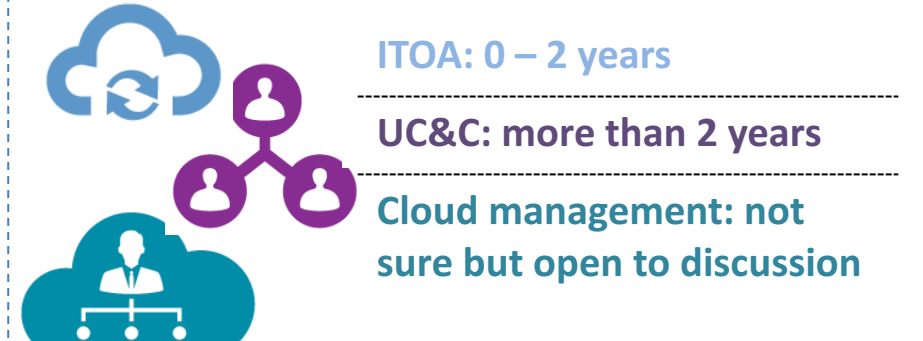 ITOA: 0 – 2 years
UC&C: more than 2 years
Cloud management: not
sure but open to discussion